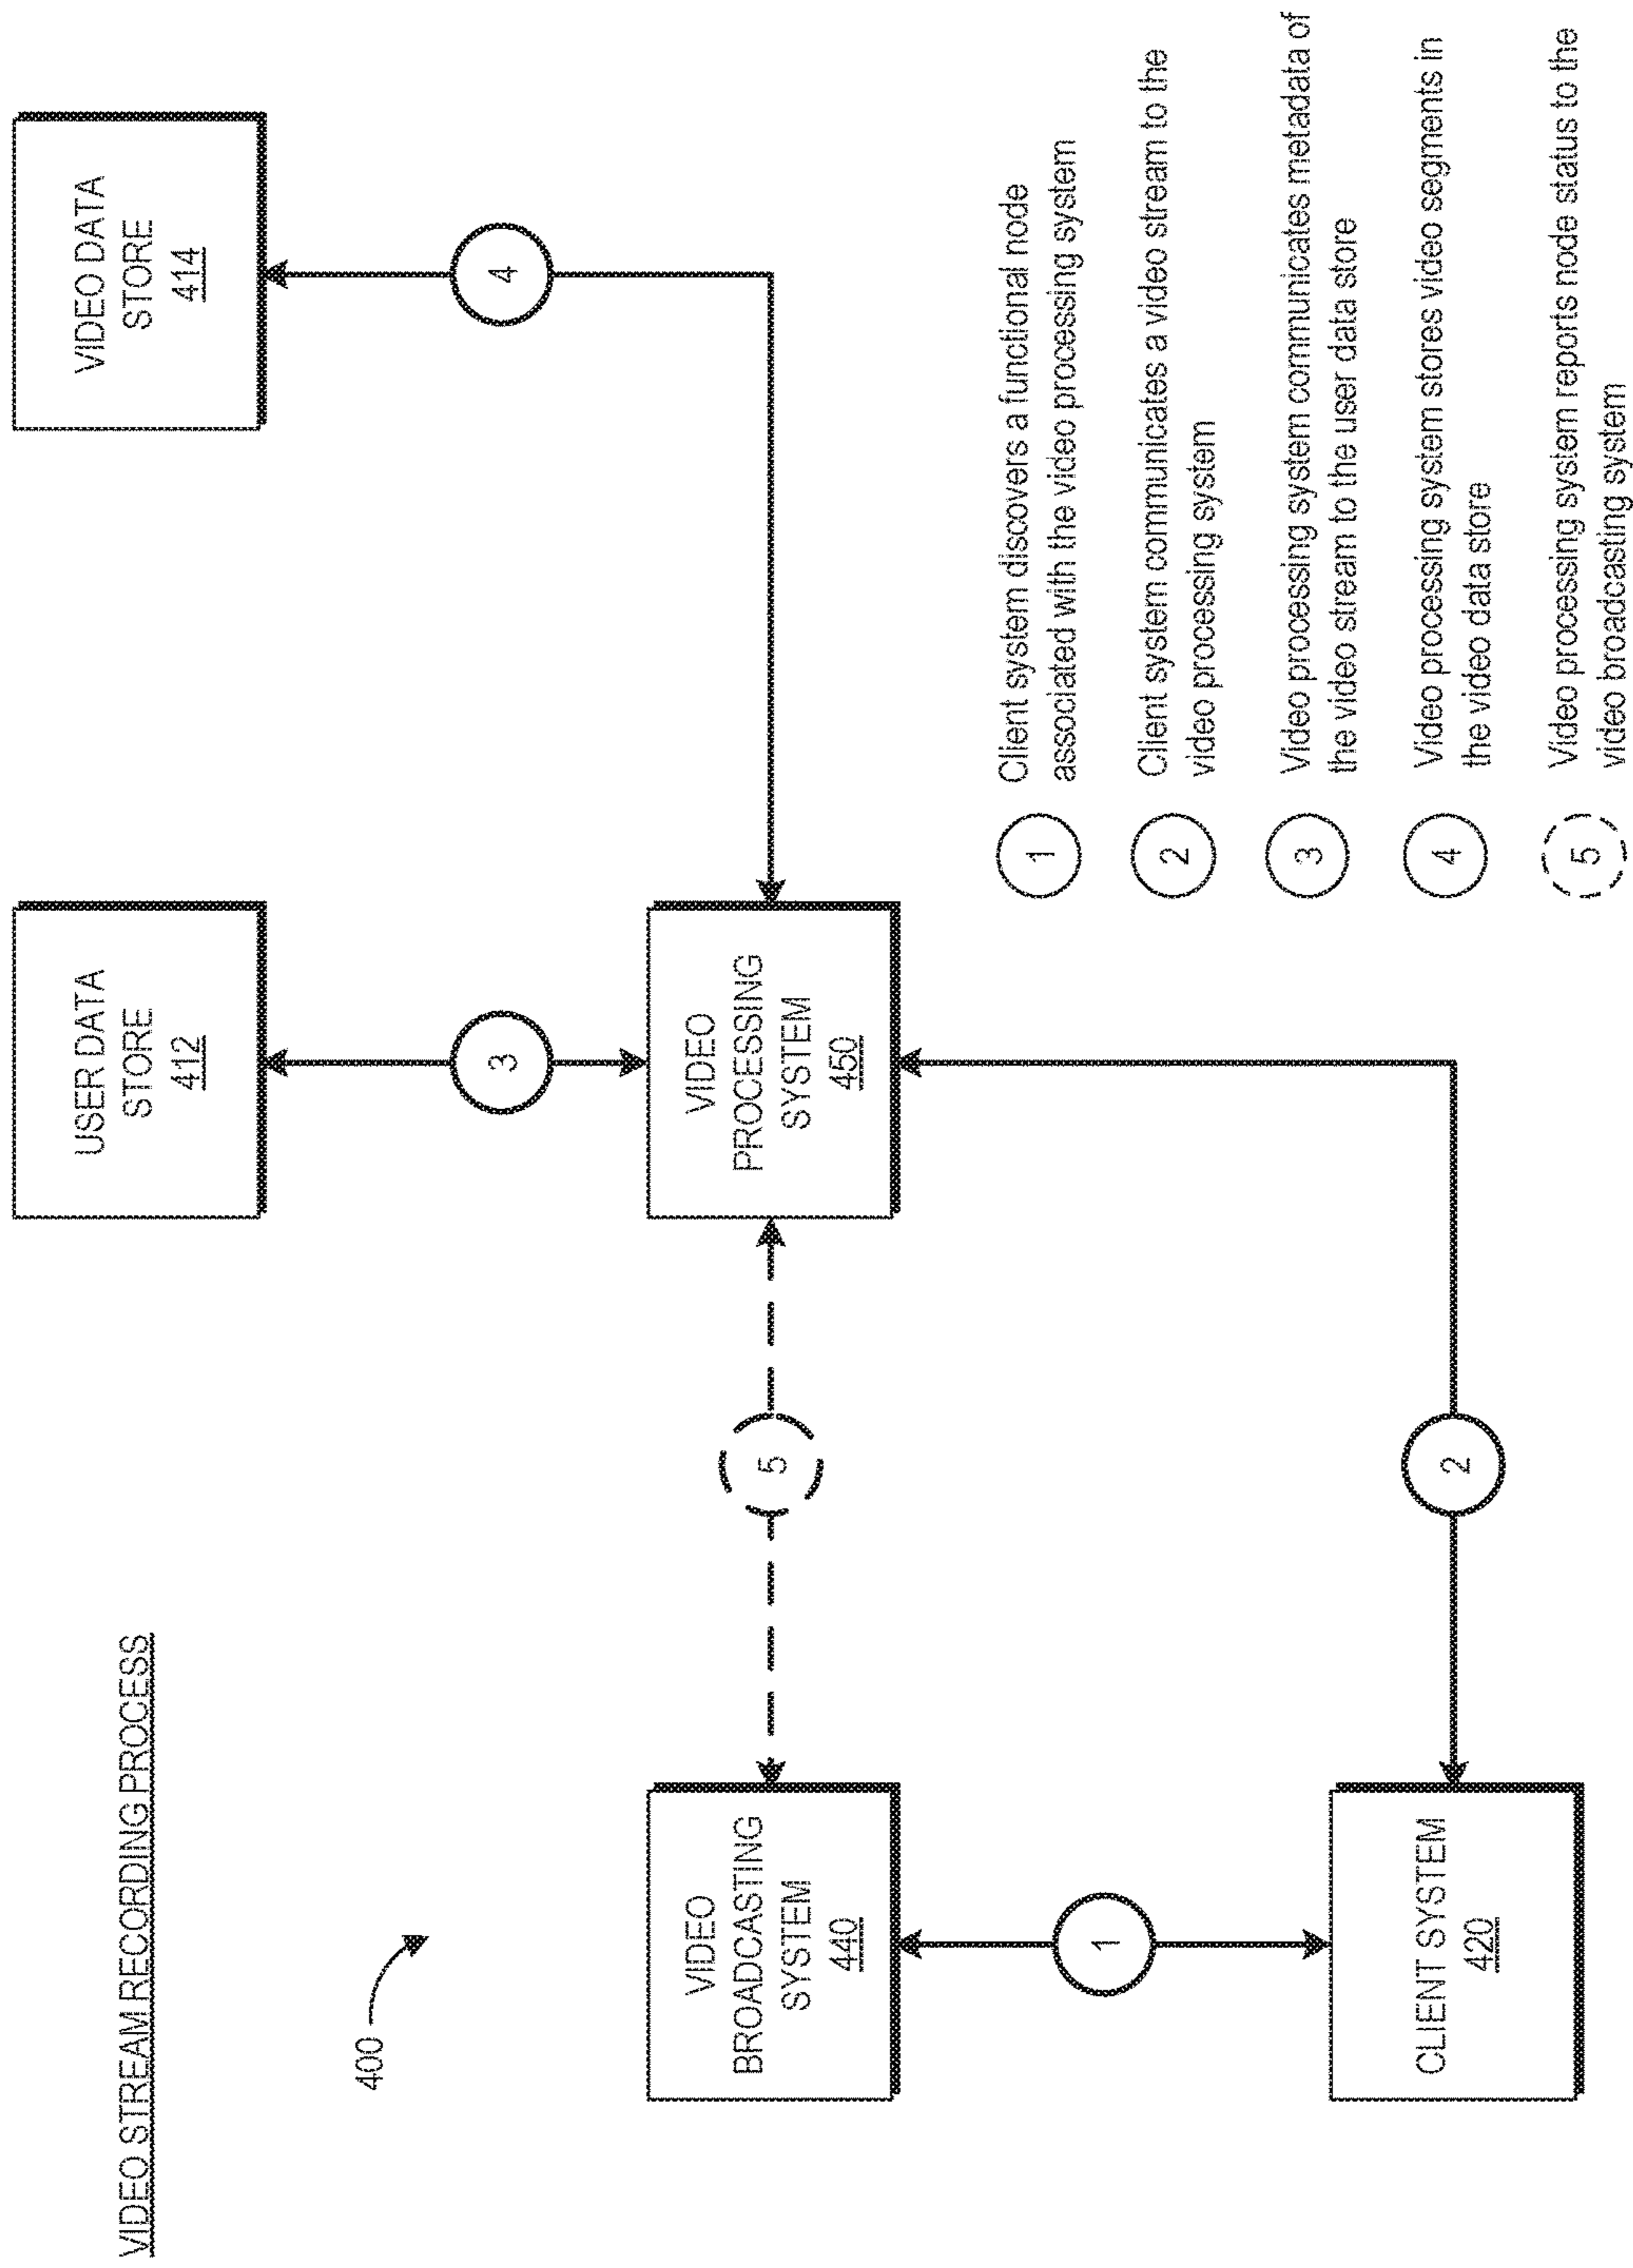 VIDEO STREAM RECORDING PROCESS
400
USER DATA
STORE
412
VIDEO DATA
STORE
414
3
4
VIDEO
BROADCASTING
SYSTEM
440
5
VIDEO
PROCESSING
SYSTEM
450
1
CLIENT SYSTEM
420
2
1 Client system discovers a functional node
associated with the video processing system
2 Client system communicates a video stream to the
video processing system
3 Video processing system communicates metadata of
the video stream to the user data store
4 Video processing system stores video segments in
the video data store
5 Video processing system reports node status to the
video broadcasting system